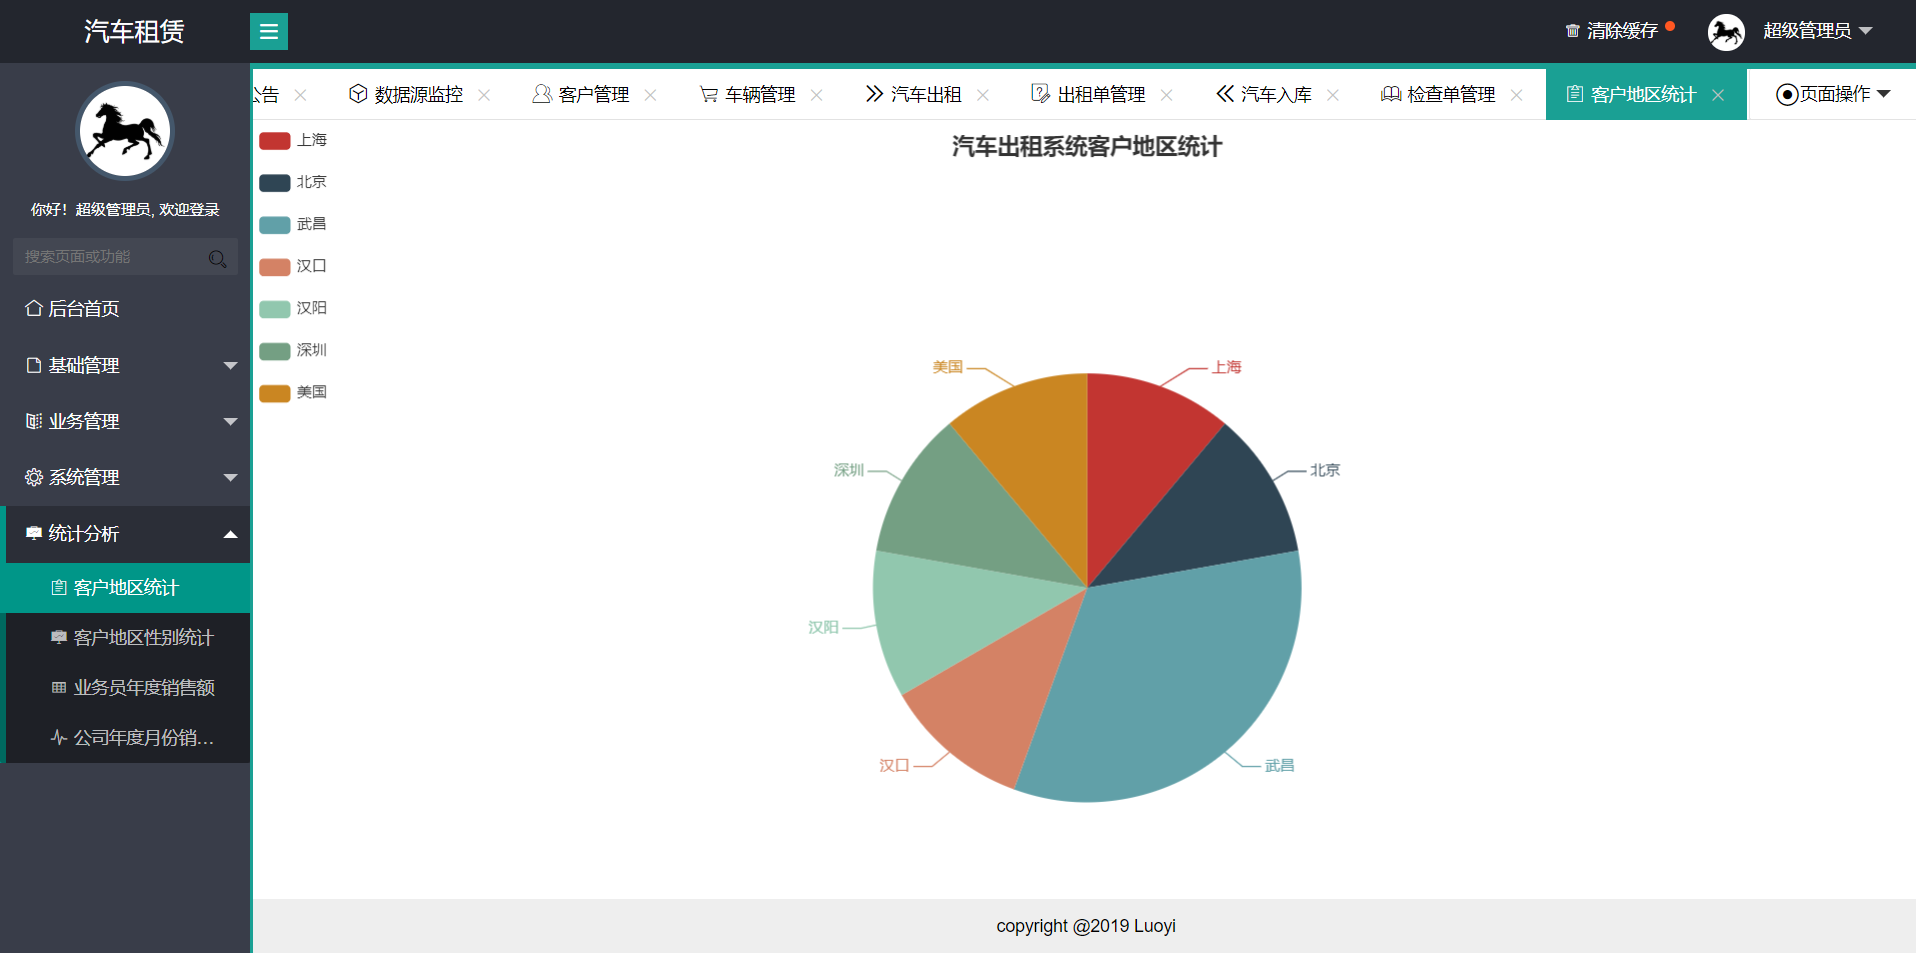 汽车租赁
清除缓存
超级管理员
公告
数据源监控
客户管理
车辆管理
汽车出租
出租单管理
汽车入库
检查单管理
客户地区统计
页面操作
你好！超级管理员, 欢迎登录
搜索页面或功能
后台首页
基础管理
业务管理
系统管理
统计分析
客户地区统计
客户地区性别统计
业务员年度销售额
公司年度月份销...
上海
北京
武昌
汉口
汉阳
深圳
美国
汽车出租系统客户地区统计
美国
上海
深圳
北京
汉阳
汉口
武昌
copyright @2019 Luoyi